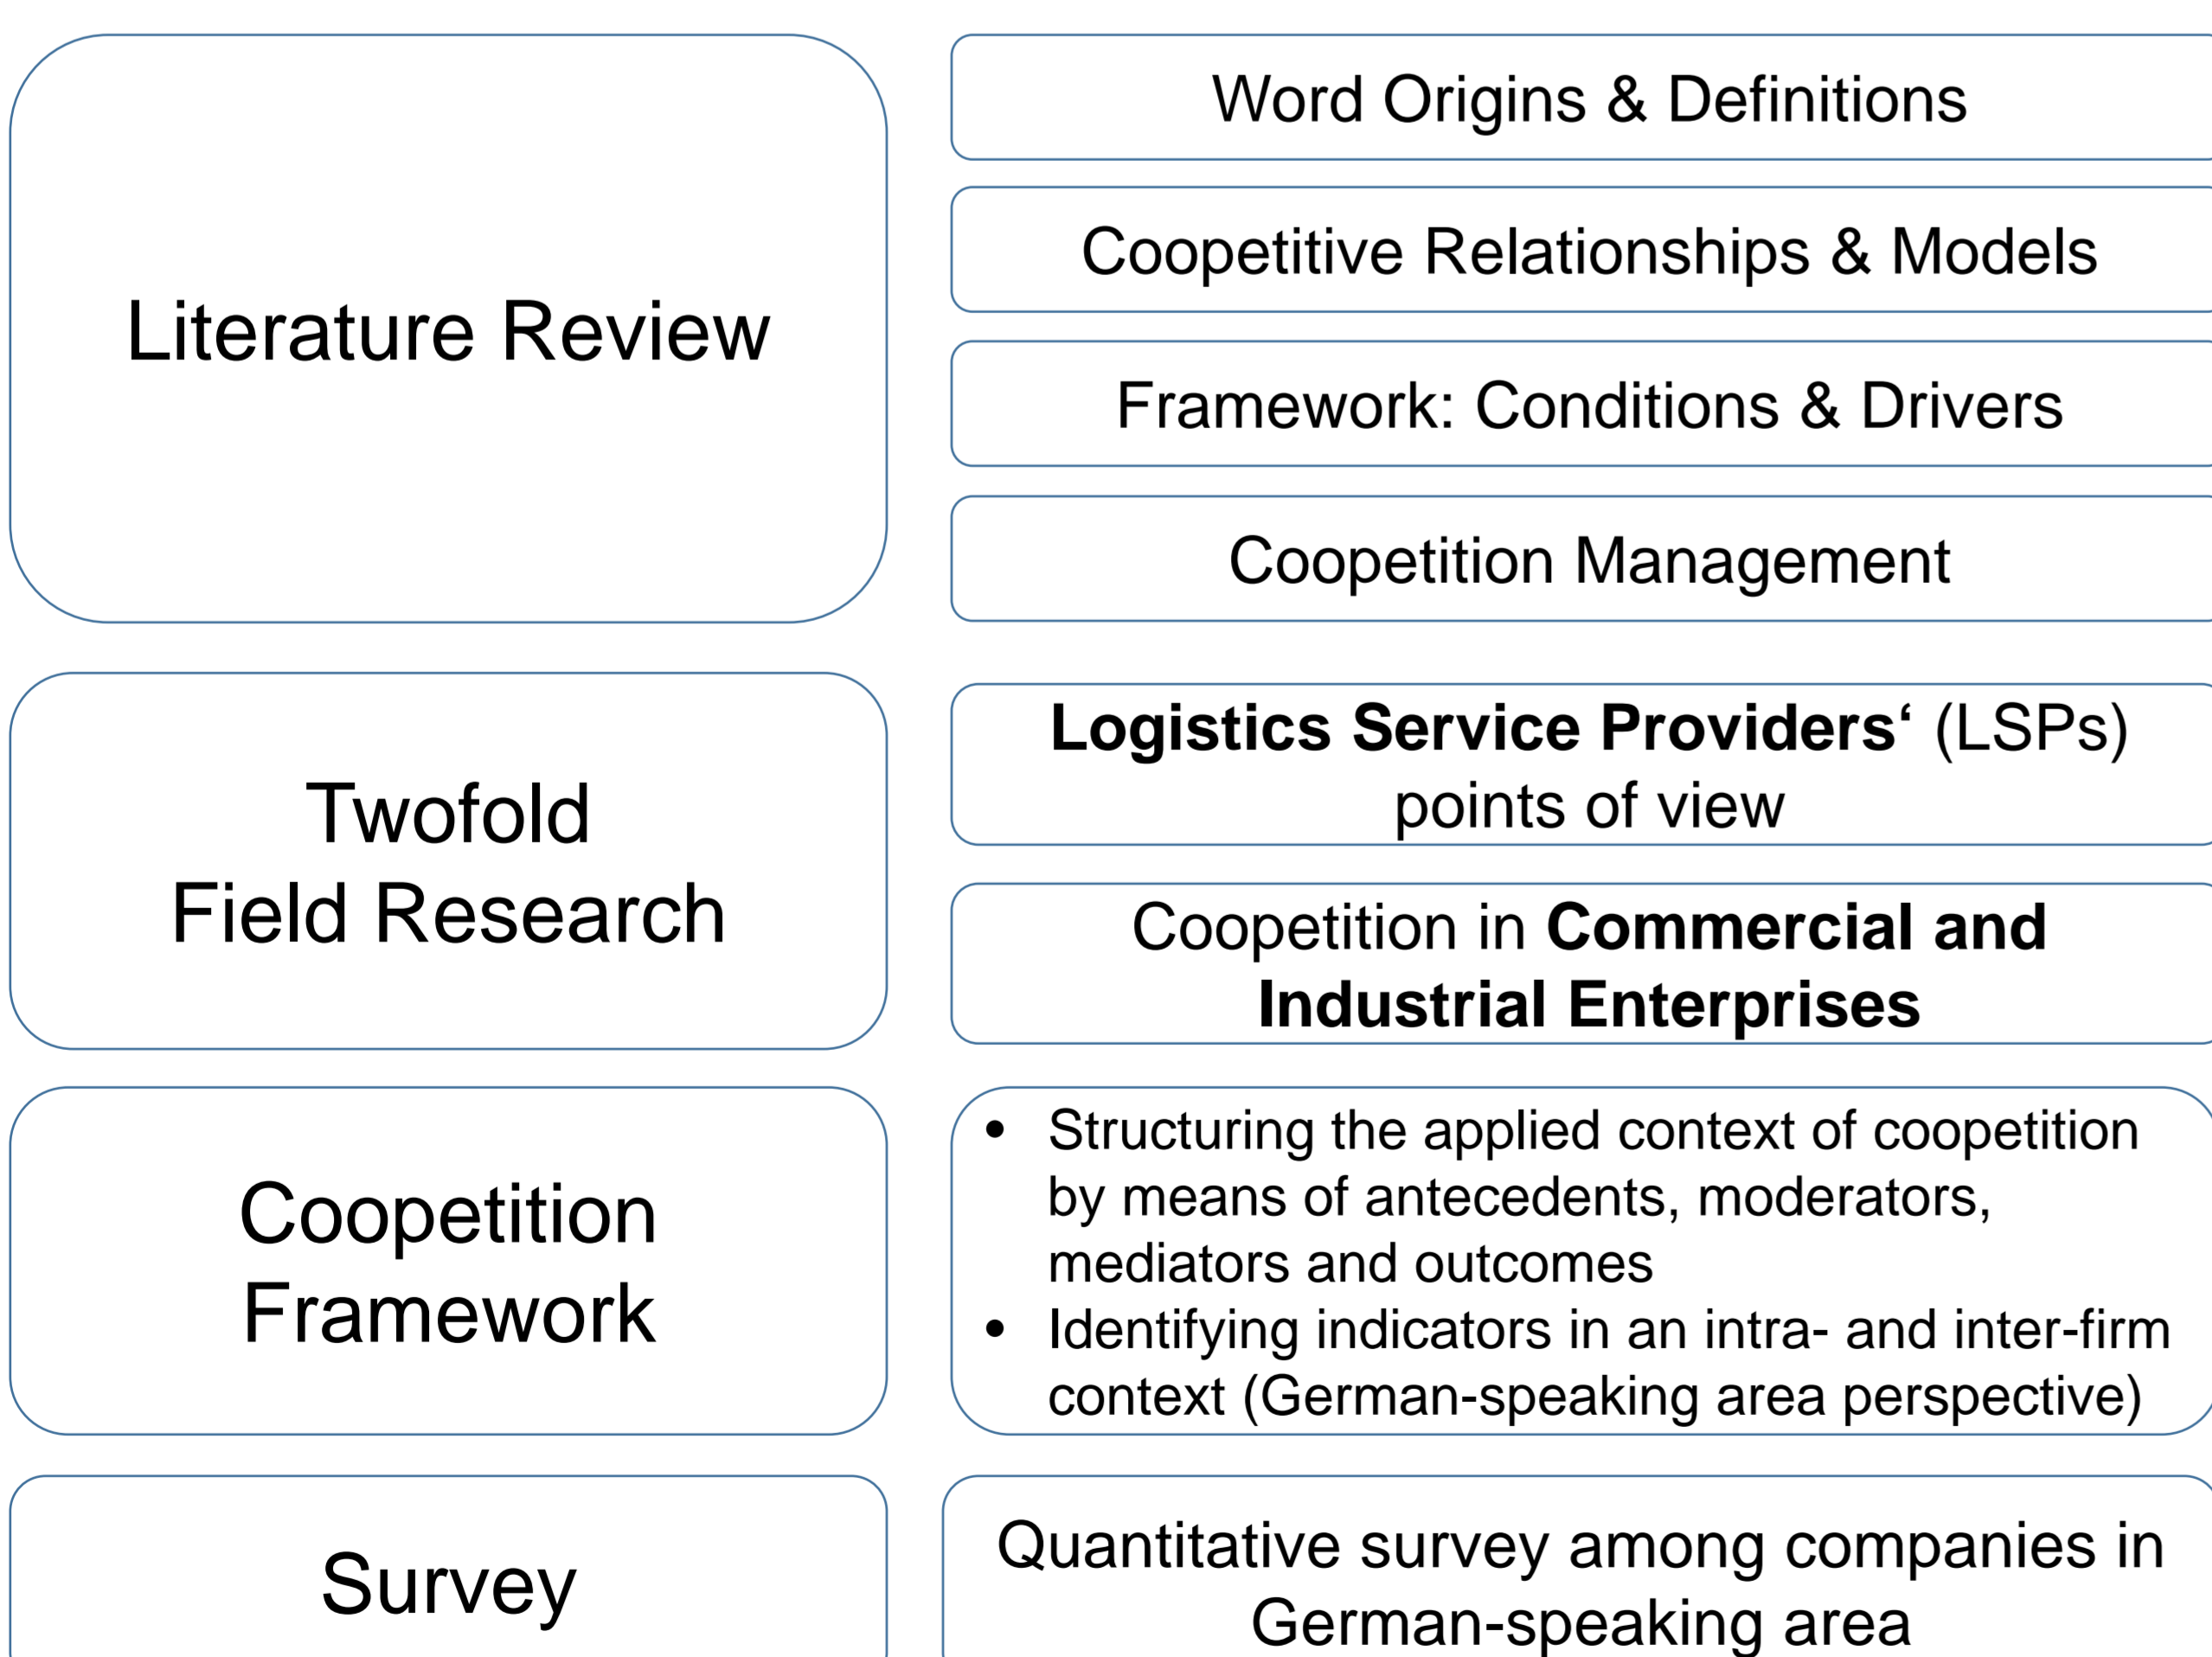 Literature Review
Word Origins & Definitions
Coopetitive Relationships & Models
Framework: Conditions & Drivers
Coopetition Management
Twofold
Field Research
Logistics Service Providers‘ (LSPs)
points of view
Coopetition in Commercial and
Industrial Enterprises
Coopetition
Framework
• Structuring the applied context of coopetition
by means of antecedents, moderators,
mediators and outcomes
• Identifying indicators in an intra- and inter-firm
context (German-speaking area perspective)
Survey
Quantitative survey among companies in
German-speaking area